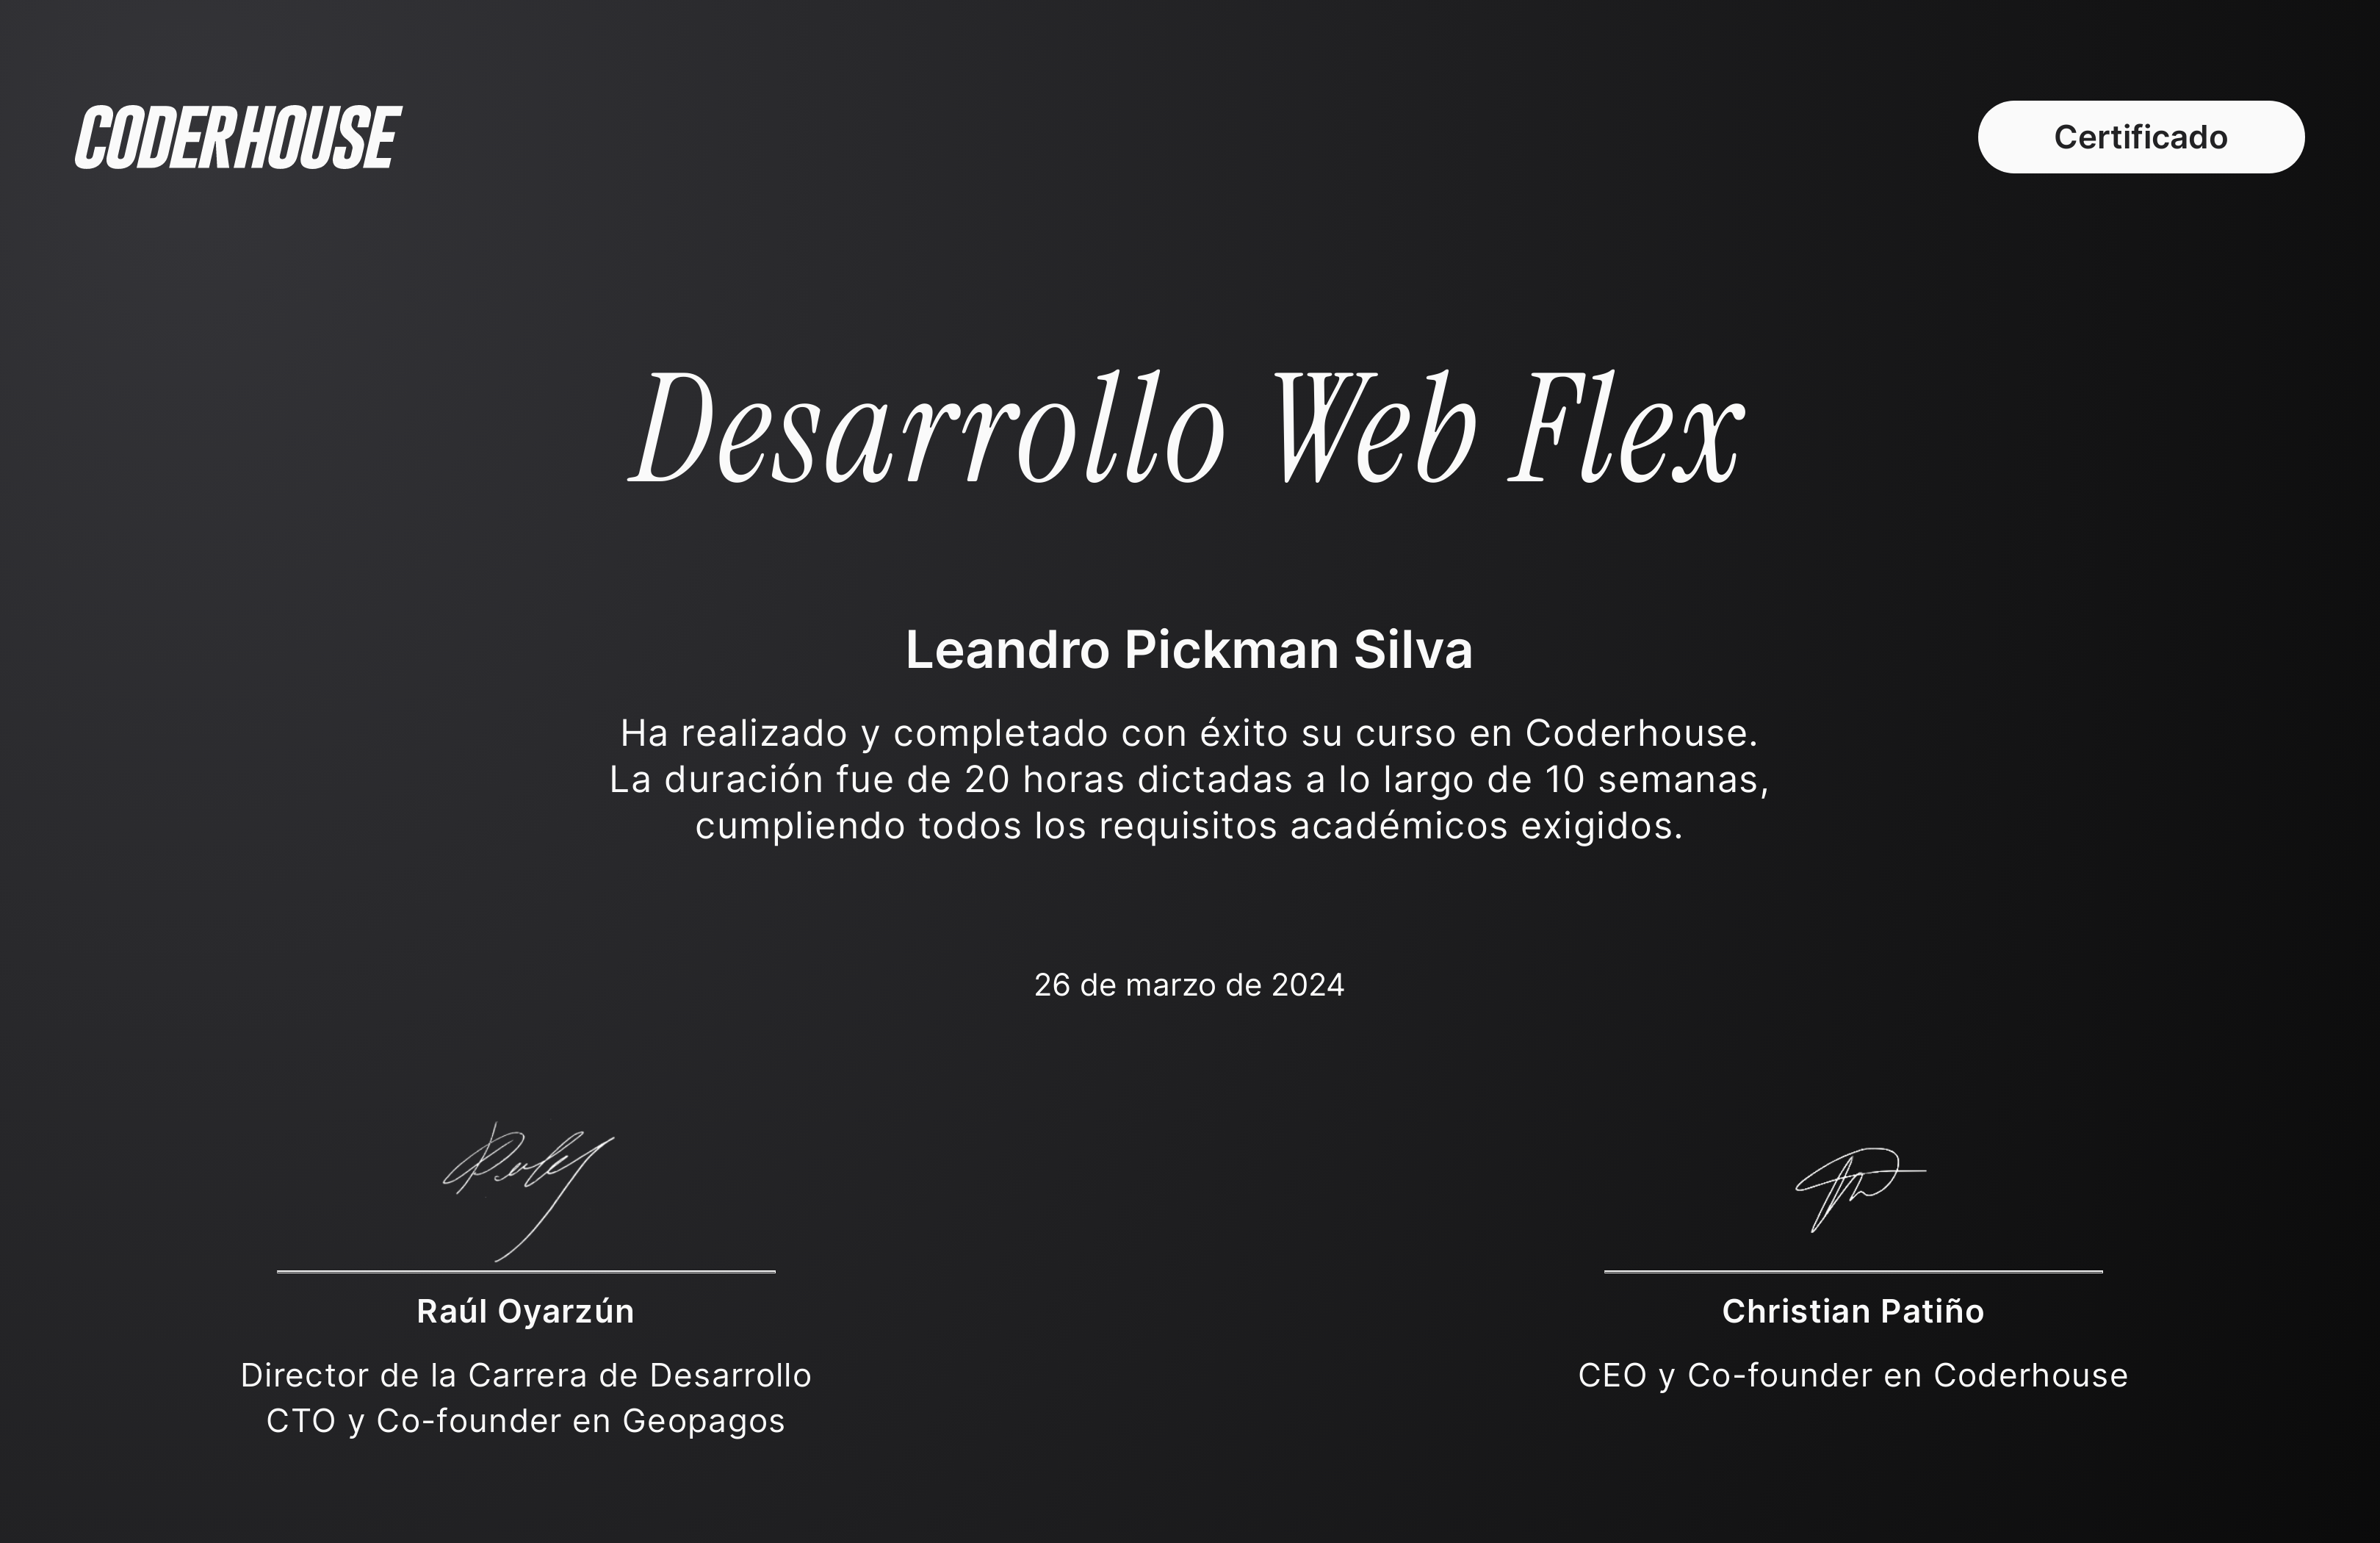 CODERHOUSE
Certificado
Desarrollo Web Flex
Leandro Pickman Silva
Ha realizado y completado con éxito su curso en Coderhouse.
La duración fue de 20 horas dictadas a lo largo de 10 semanas,
cumpliendo todos los requisitos académicos exigidos.
26 de marzo de 2024
Raúl Oyarzún
Director de la Carrera de Desarrollo
CTO y Co-founder en Geopagos
Christian Patiño
CEO y Co-founder en Coderhouse